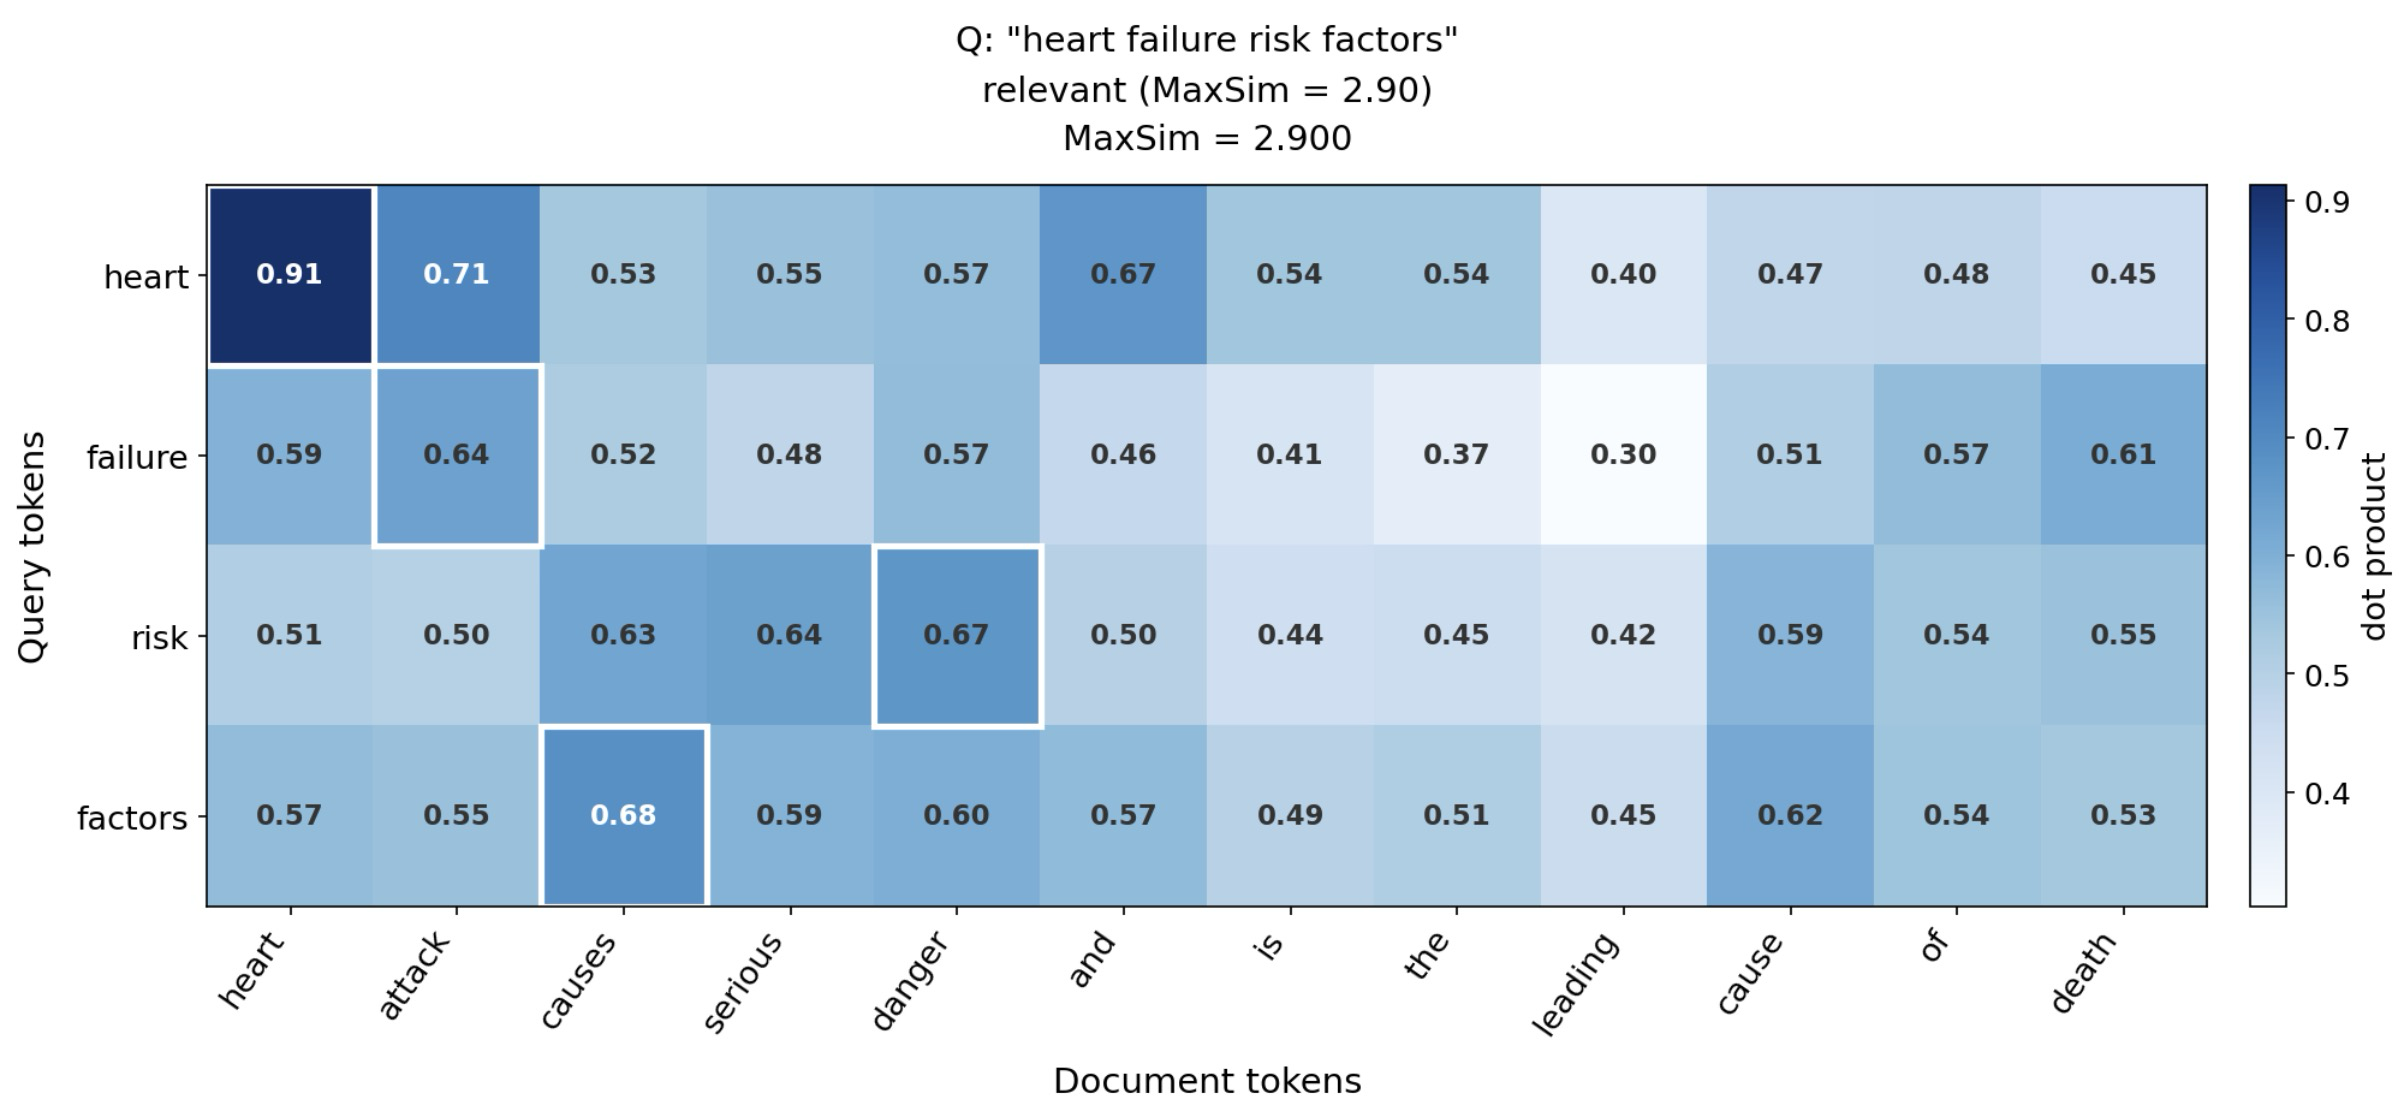 Q: "heart failure risk factors"
relevant (MaxSim = 2.90)
MaxSim = 2.900
Query tokens
heart 0.91 0.71 0.53 0.55 0.57 0.67 0.54 0.54 0.40 0.47 0.48 0.45
failure 0.59 0.64 0.52 0.48 0.57 0.46 0.41 0.37 0.30 0.51 0.57 0.61
risk 0.51 0.50 0.63 0.64 0.67 0.50 0.44 0.45 0.42 0.59 0.54 0.55
factors 0.57 0.55 0.68 0.59 0.60 0.57 0.49 0.51 0.45 0.62 0.54 0.53
heart attack causes serious danger and is the leading cause of death
Document tokens
0.9
0.8
0.7
0.6
0.5
0.4
dot product